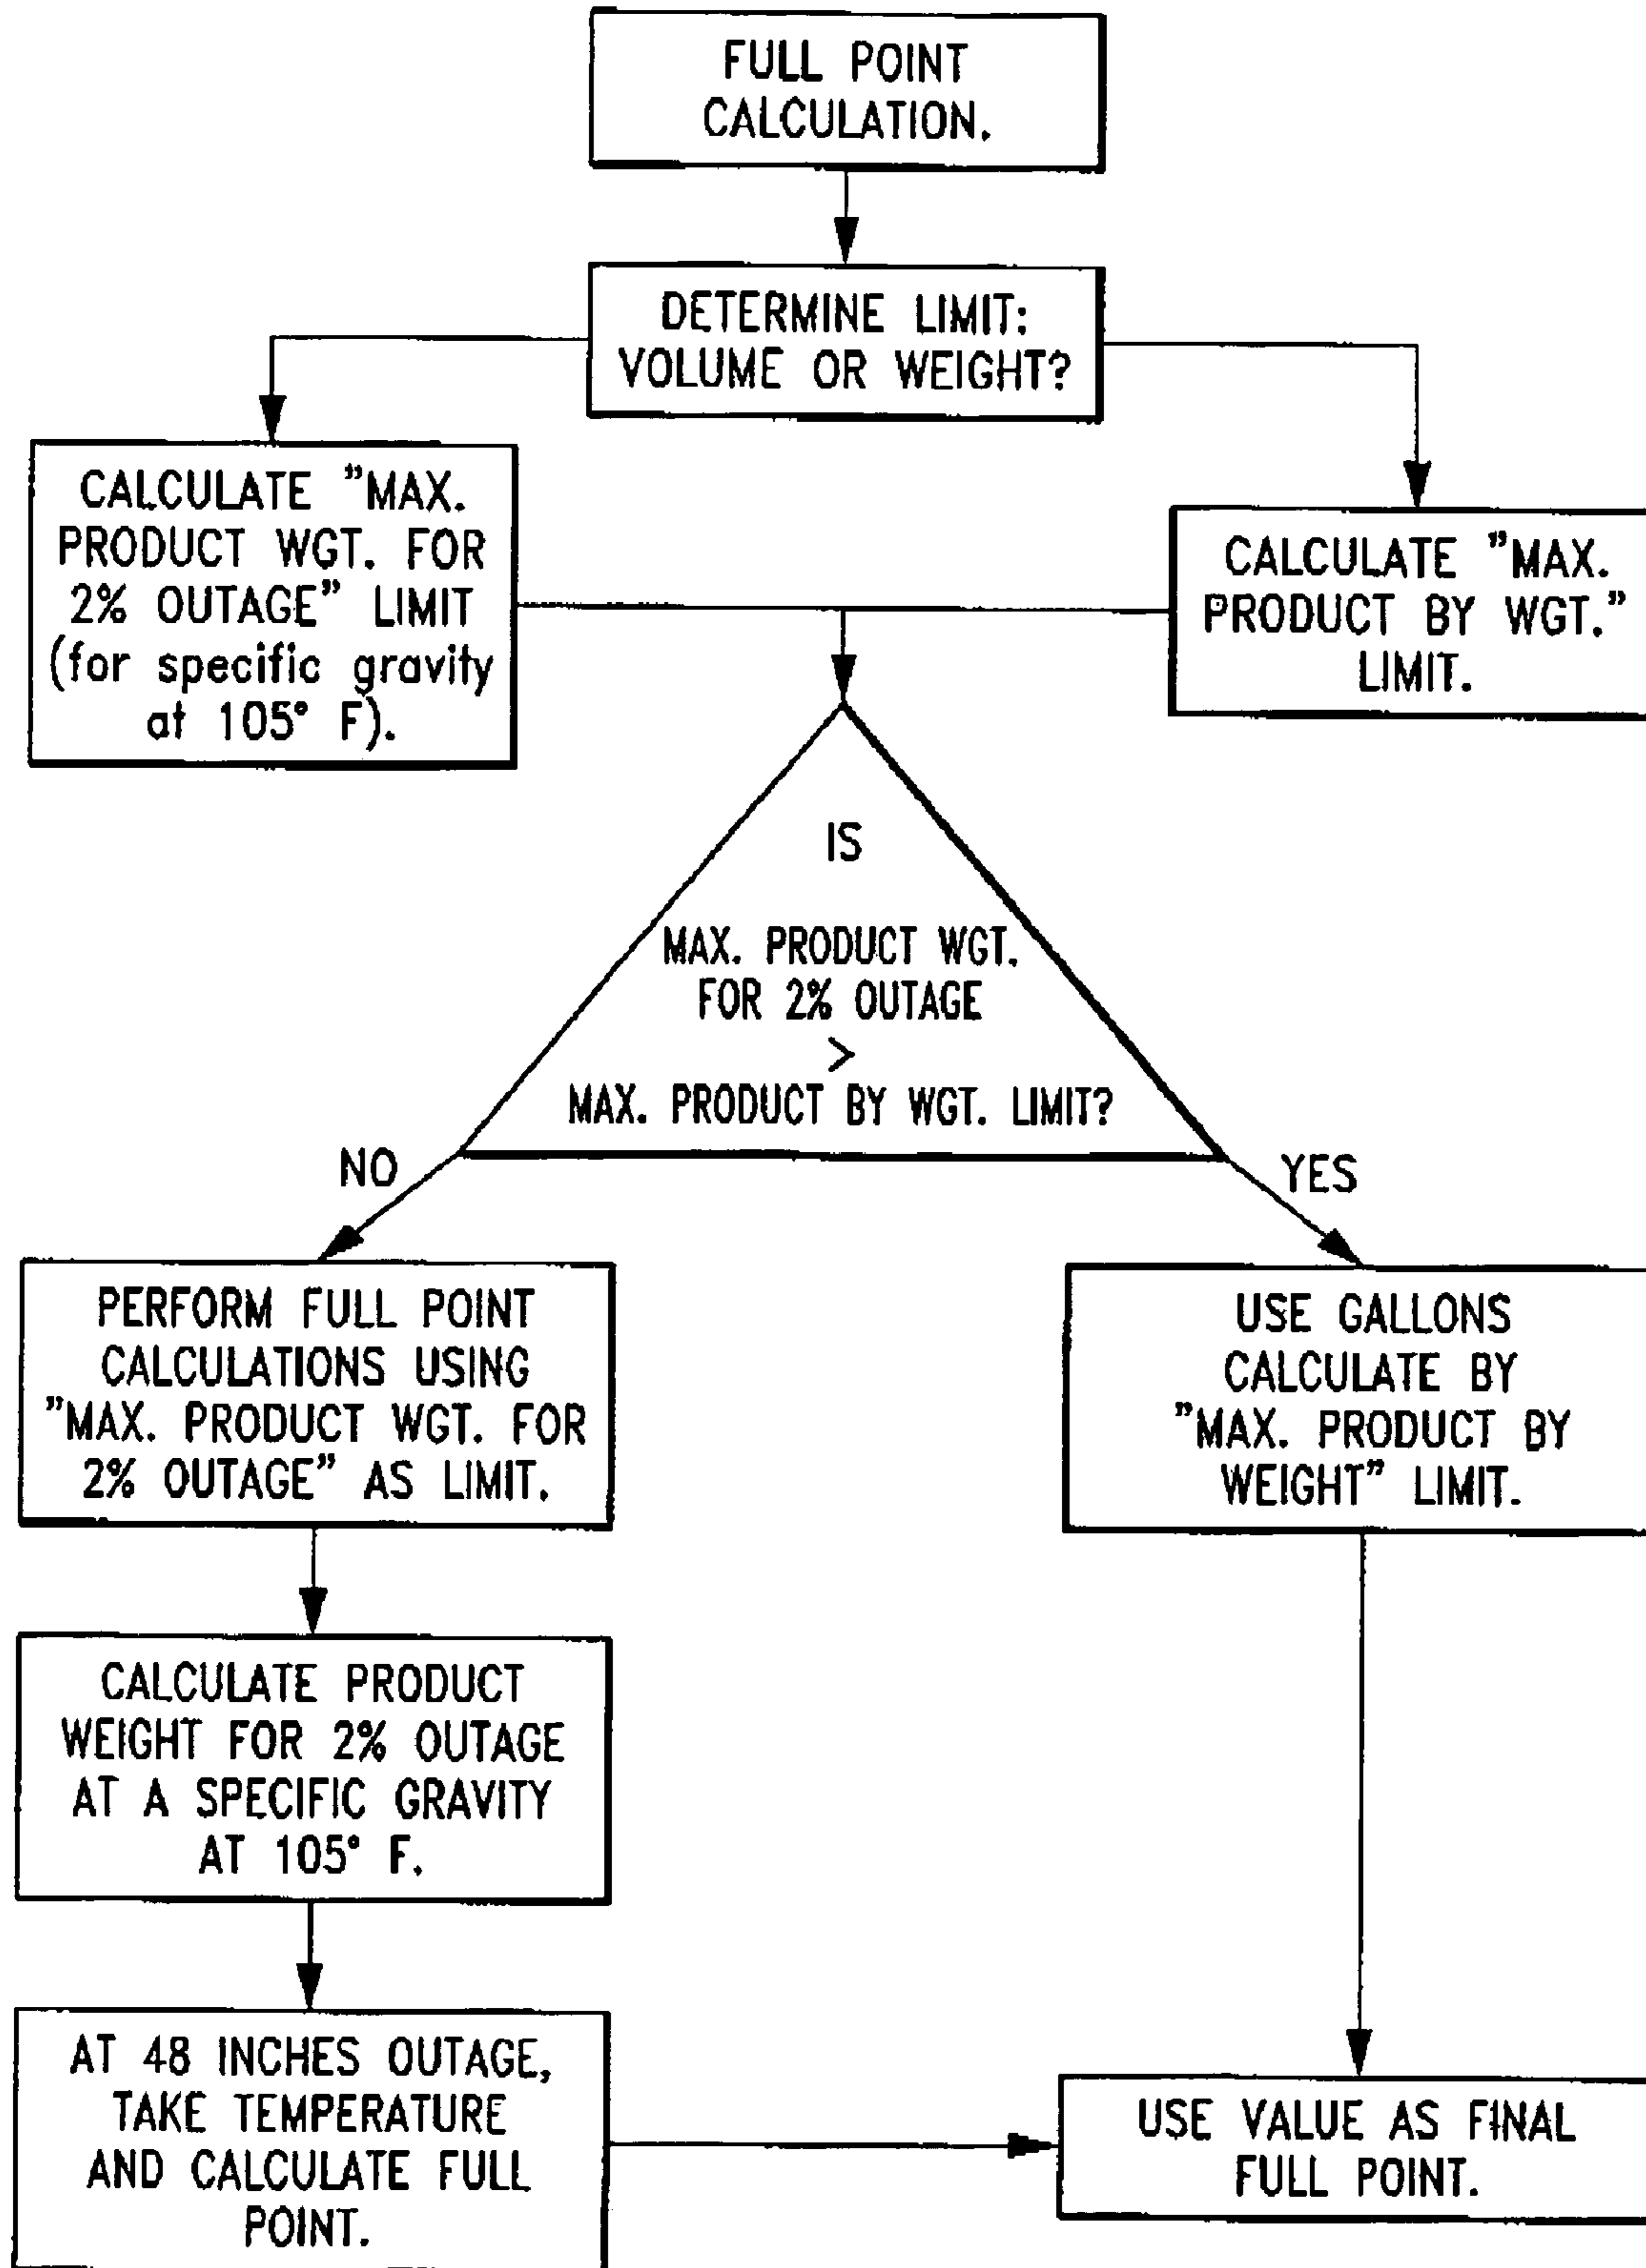 FULL POINT
CALCULATION.
DETERMINE LIMIT:
VOLUME OR WEIGHT?
CALCULATE "MAX.
PRODUCT WGT. FOR
2% OUTAGE" LIMIT
(for specific gravity
at 105° F).
CALCULATE "MAX.
PRODUCT BY WGT."
LIMIT.
IS
MAX. PRODUCT WGT.
FOR 2% OUTAGE
>
MAX. PRODUCT BY WGT. LIMIT?
NO
YES
PERFORM FULL POINT
CALCULATIONS USING
"MAX. PRODUCT WGT. FOR
2% OUTAGE" AS LIMIT.
USE GALLONS
CALCULATE BY
"MAX. PRODUCT BY
WEIGHT" LIMIT.
CALCULATE PRODUCT
WEIGHT FOR 2% OUTAGE
AT A SPECIFIC GRAVITY
AT 105° F.
AT 48 INCHES OUTAGE,
TAKE TEMPERATURE
AND CALCULATE FULL
POINT.
USE VALUE AS FINAL
FULL POINT.